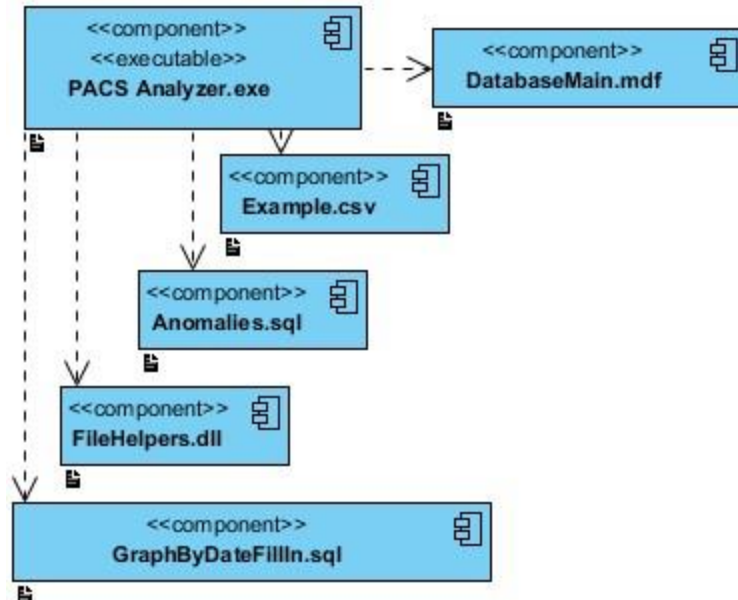 <<component>>
<<executable>>
PACS Analyzer.exe
<<component>>
DatabaseMain.mdf
<<component>>
Example.csv
<<component>>
Anomalies.sql
<<component>>
FileHelpers.dll
<<component>>
GraphByDateFillIn.sql